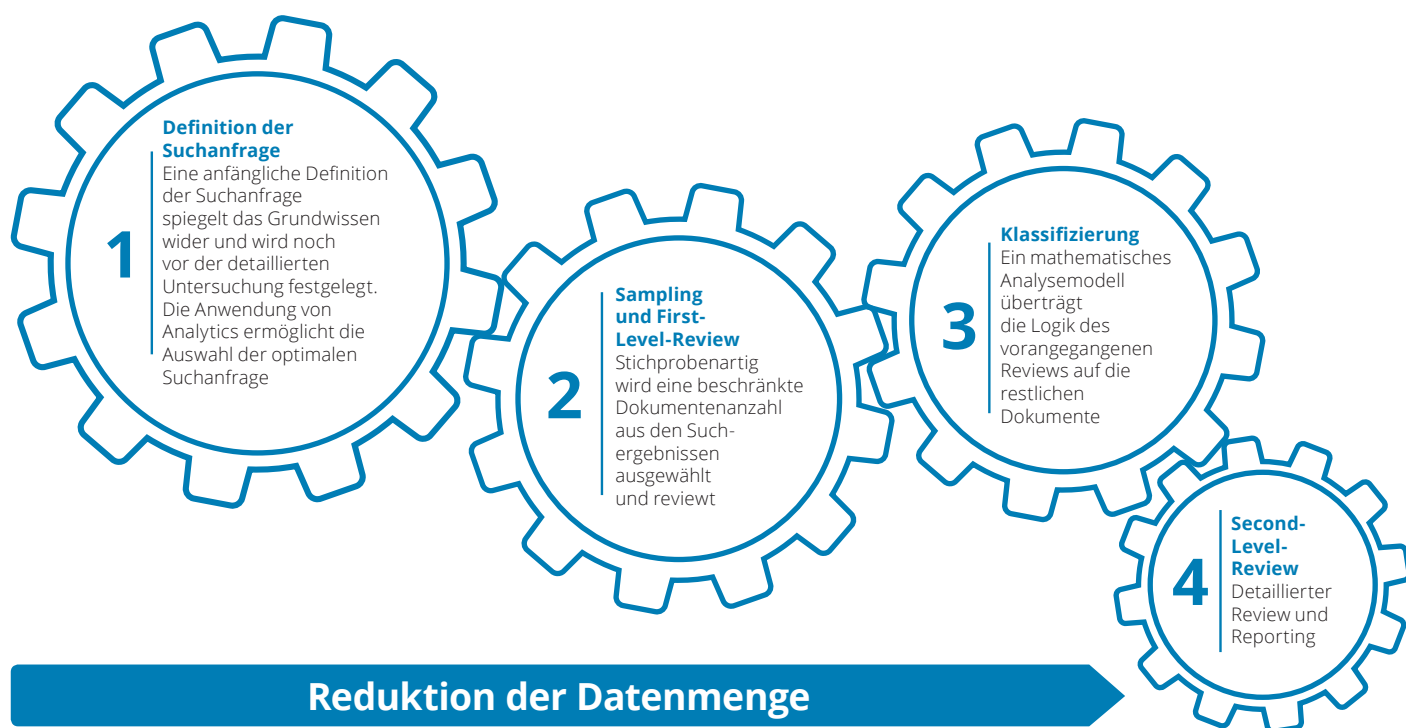 1
Definition der
Suchanfrage
Eine anfängliche Definition
der Suchanfrage
spiegelt das Grundwissen
wider und wird noch
vor der detaillierten
Untersuchung festgelegt.
Die Anwendung von
Analytics ermöglicht die
Auswahl der optimalen
Suchanfrage
2
Sampling
und First-
Level-Review
Stichprobenartig
wird eine beschränkte
Dokumentenanzahl
aus den Such-
ergebnissen
ausgewählt
und reviewt
3
Klassifizierung
Ein mathematisches
Analysemodell
überträgt
die Logik des
vorangegangenen
Reviews auf die
restlichen
Dokumente
4
Second-
Level-
Review
Detaillierter
Review und
Reporting
Reduktion der Datenmenge